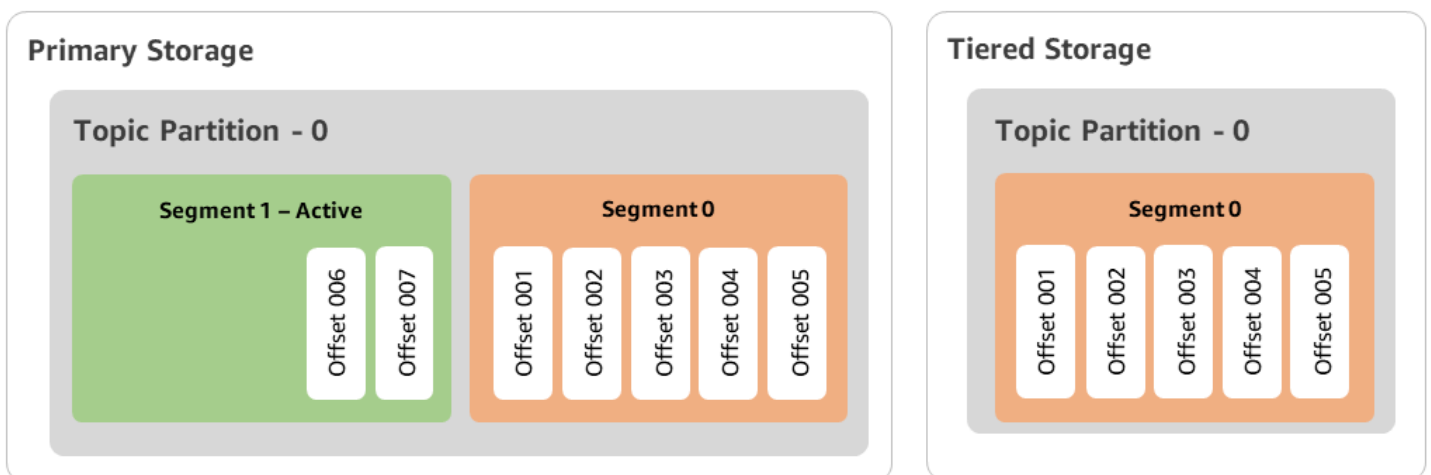 Primary Storage
Topic Partition - 0
Segment 1 – Active
Offset 006
Offset 007
Segment 0
Offset 001
Offset 002
Offset 003
Offset 004
Offset 005
Tiered Storage
Topic Partition - 0
Segment 0
Offset 001
Offset 002
Offset 003
Offset 004
Offset 005